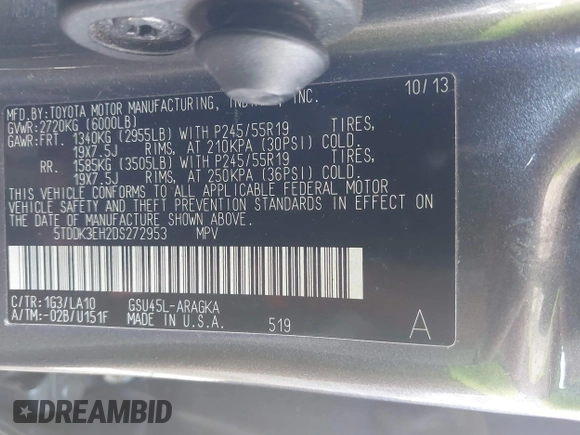 MFD.BY:TOYOTA MOTOR MANUFACTURING, INC. 10/13
GVWR:2720KG (6000LB)
GAWR:FRT. 1340KG (2955LB) WITH P245/55R19 TIRES,
19X7.5J RIMS, AT 210KPA (30PSI) COLD.
RR. 1585KG (3505LB) WITH P245/55R19 TIRES,
19X7.5J RIMS, AT 250KPA (36PSI) COLD.
THIS VEHICLE CONFORMS TO ALL APPLICABLE FEDERAL MOTOR
VEHICLE SAFETY AND THEFT PREVENTION STANDARDS IN EFFECT
ON THE DATE OF MANUFACTURE SHOWN ABOVE.
5TDDK3EH2DS272953 MPV
C/TR:1G3/LA10 GSU45L-ARAGKA
A/TM:-02B/U151F MADE IN U.S.A. 519 A
DREAMBID